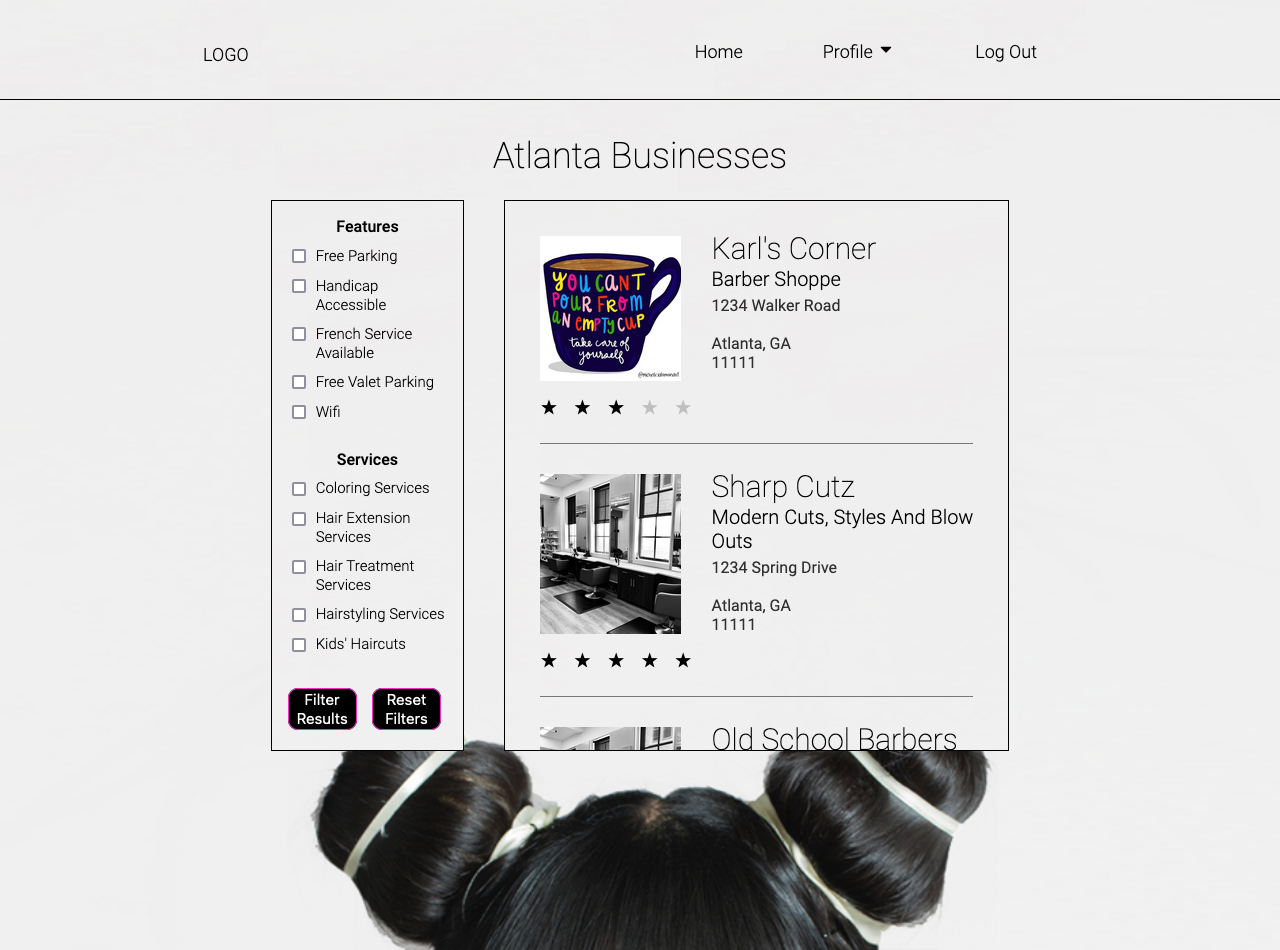 LOGO
Home
Profile
Log Out
Atlanta Businesses
Features
Free Parking
Handicap
Accessible
French Service
Available
Free Valet Parking
Wifi
Services
Coloring Services
Hair Extension
Services
Hair Treatment
Services
Hairstyling Services
Kids' Haircuts
Filter
Results
Reset
Filters
YOU CANT
POUR FROM
AN EMPTY CUP
take care of
yourself
Karl's Corner
Barber Shoppe
1234 Walker Road
Atlanta, GA
11111
Sharp Cutz
Modern Cuts, Styles And Blow
Outs
1234 Spring Drive
Atlanta, GA
11111
Old School Barbers